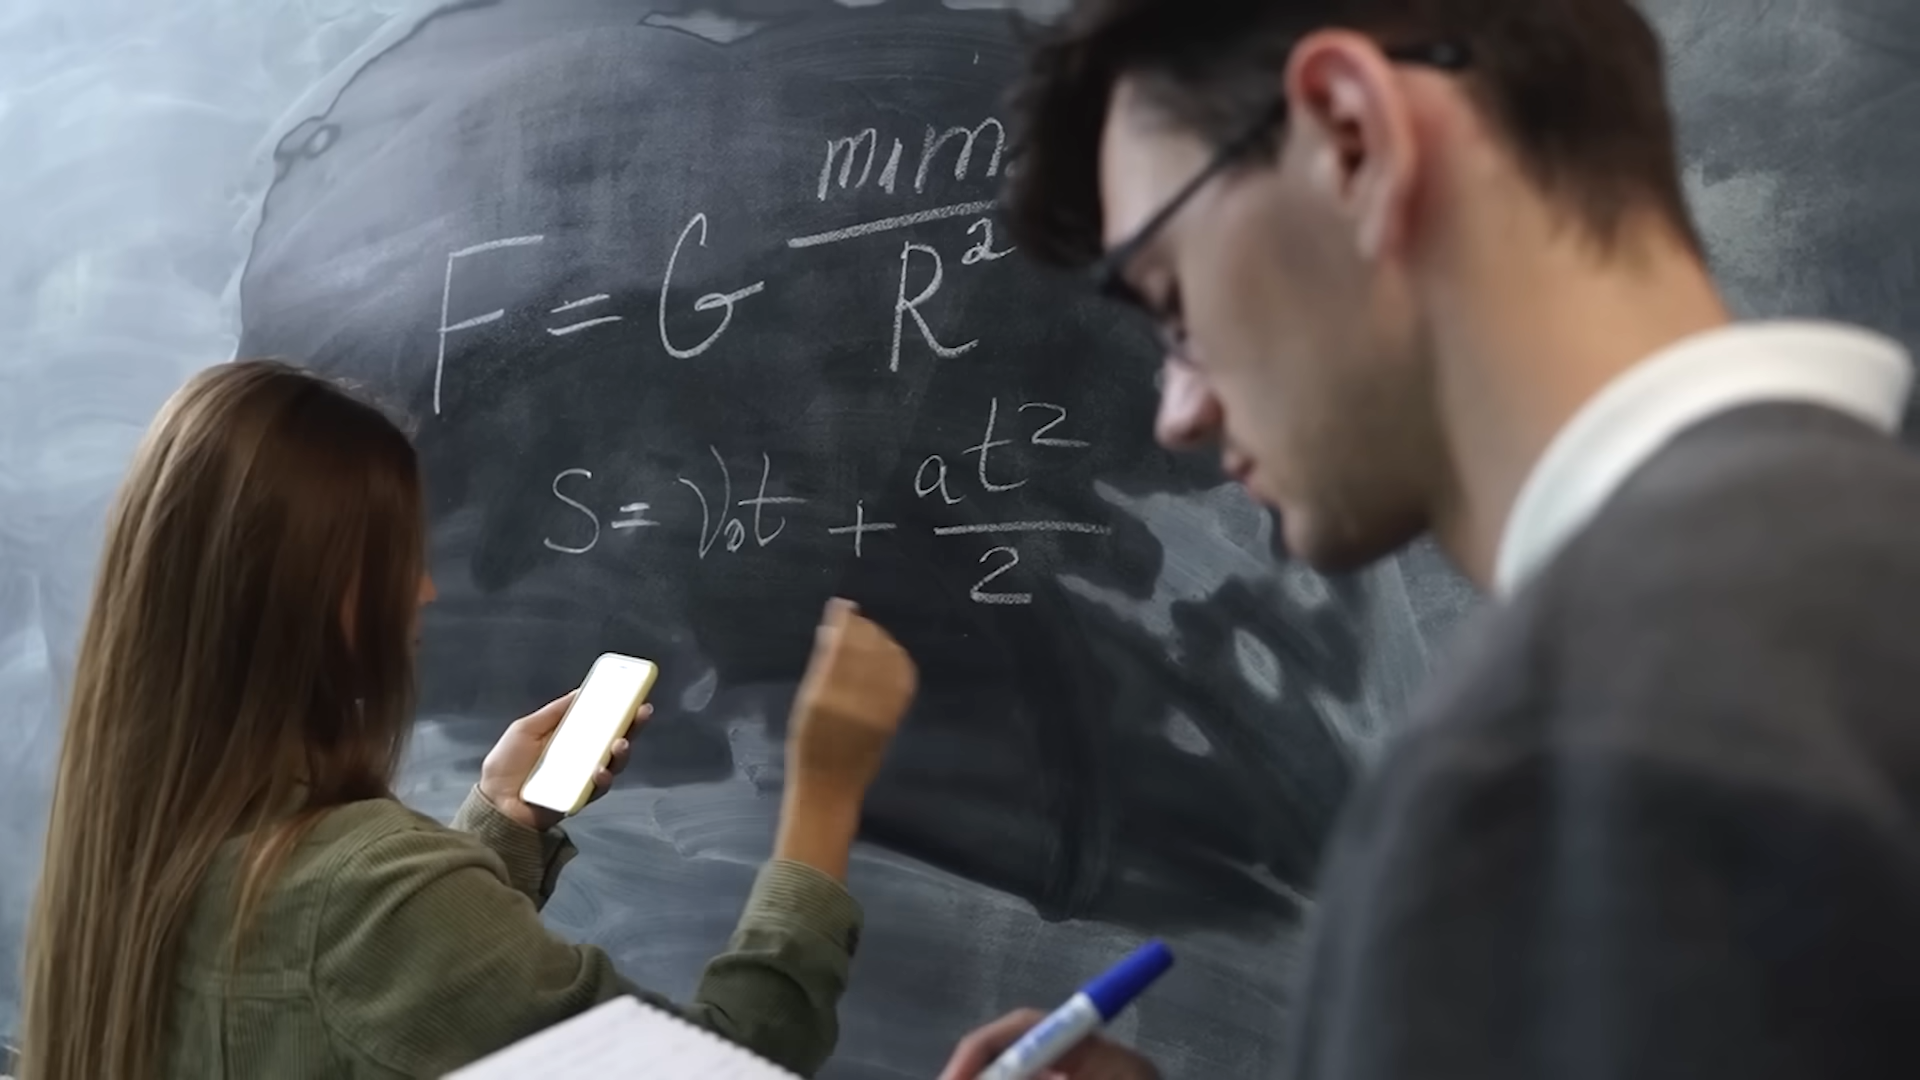 F = G m₁m / R²
S = V₀t + at² / 2